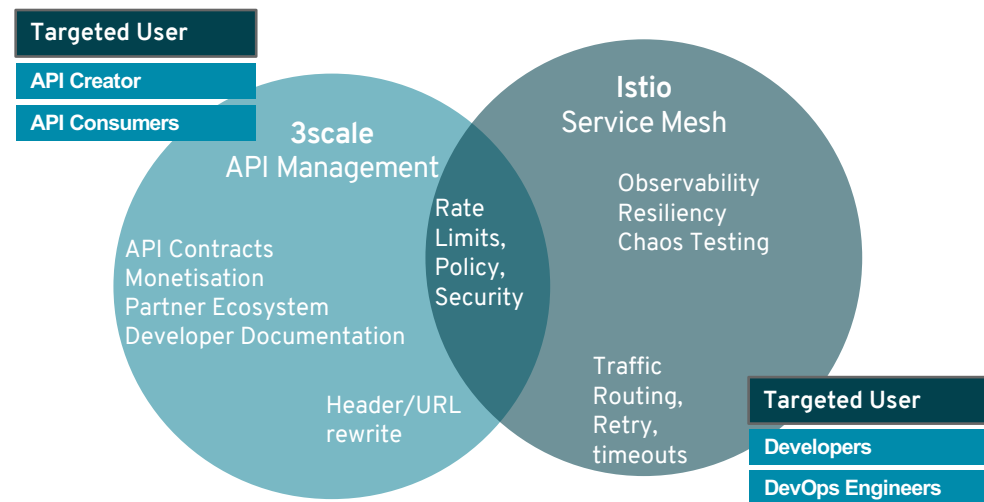 Targeted User
API Creator
API Consumers
3scale
API Management
API Contracts
Monetisation
Partner Ecosystem
Developer Documentation
Header/URL
rewrite
Rate
Limits,
Policy,
Security
Istio
Service Mesh
Observability
Resiliency
Chaos Testing
Traffic
Routing,
Retry,
timeouts
Targeted User
Developers
DevOps Engineers